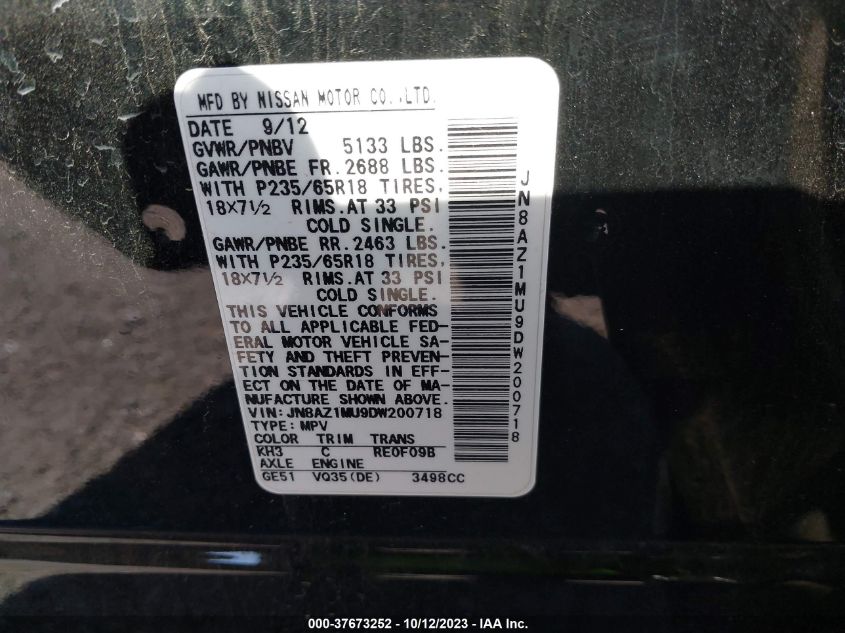 MFD BY NISSAN MOTOR CO.,LTD.
DATE 9/12
GVWR/PNBV 5133 LBS.
GAWR/PNBE FR. 2688 LBS.
WITH P235/65R18 TIRES,
18X7½ RIMS.AT 33 PSI
COLD SINGLE.
GAWR/PNBE RR. 2463 LBS.
WITH P235/65R18 TIRES,
18X7½ RIMS.AT 33 PSI
COLD SINGLE.
THIS VEHICLE CONFORMS
TO ALL APPLICABLE FED-
ERAL MOTOR VEHICLE SA-
FETY AND THEFT PREVEN-
TION STANDARDS IN EFF-
ECT ON THE DATE OF MA-
NUFACTURE SHOWN ABOVE.
VIN:JN8AZ1MU9DW200718
TYPE:MPV
COLOR TRIM TRANS
KH3 C RE0F09B
AXLE ENGINE
GE51 VQ35(DE) 3498CC
JN8AZ1MU9DW200718
000-37673252 - 10/12/2023 - IAA Inc.